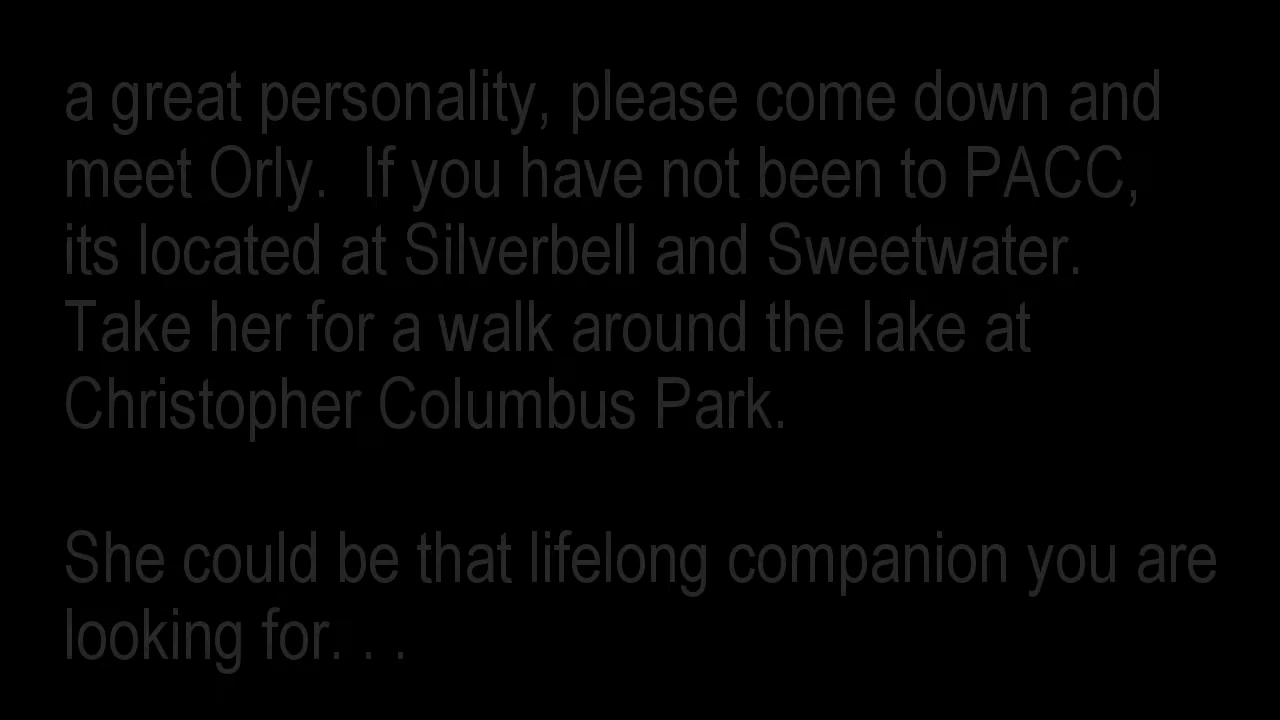 a great personality, please come down and
meet Orly.  If you have not been to PACC,
its located at Silverbell and Sweetwater.
Take her for a walk around the lake at
Christopher Columbus Park.

She could be that lifelong companion you are
looking for. . .